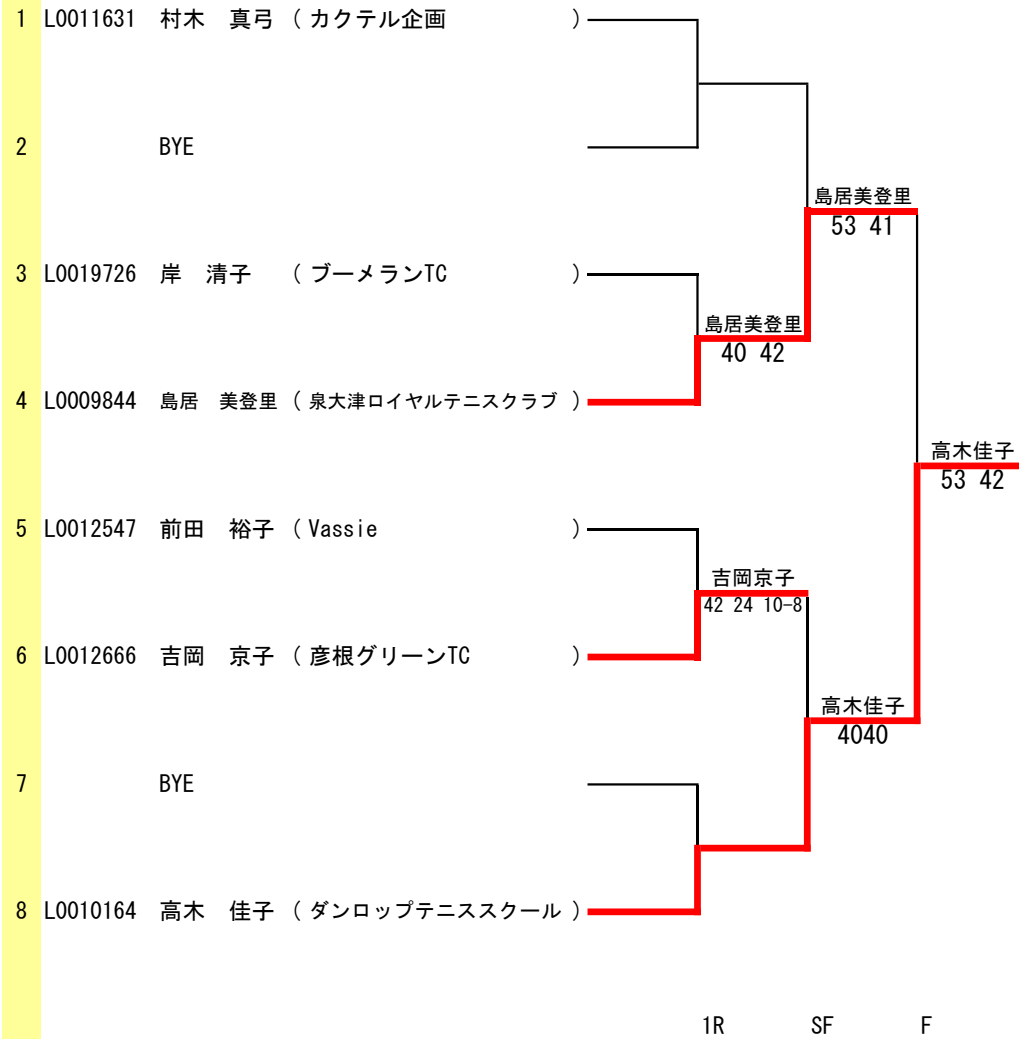 1 L0011631 村木 真弓 ( カクテル企画 )
2 BYE
島居美登里
53 41
3 L0019726 岸 清子 ( ブーメランTC )
島居美登里
40 42
4 L0009844 島居 美登里 ( 泉大津ロイヤルテニスクラブ )
高木佳子
53 42
5 L0012547 前田 裕子 ( Vassie )
吉岡京子
42 24 10-8
6 L0012666 吉岡 京子 ( 彦根グリーンTC )
高木佳子
4040
7 BYE
8 L0010164 高木 佳子 ( ダンロップテニススクール )
1R SF F